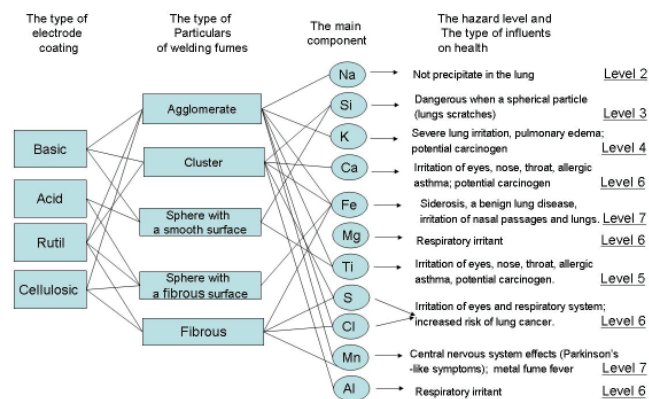 The type of
electrode
coating
The type of
Particulars
of welding fumes
The main
component
The hazard level and
The type of influents
on health
Basic
Acid
Rutil
Cellulosic
Agglomerate
Cluster
Sphere with
a smooth surface
Sphere with
a fibrous surface
Fibrous
Na
Not precipitate in the lung
Level 2
Si
Dangerous when a spherical particle
(lungs scratches)
Level 3
K
Severe lung irritation, pulmonary edema;
potential carcinogen
Level 4
Ca
Irritation of eyes, nose, throat, allergic
asthma; potential carcinogen
Level 6
Fe
Siderosis, a benign lung disease,
irritation of nasal passages and lungs.
Level 7
Mg
Respiratory irritant
Level 6
Ti
Irritation of eyes, nose, throat, allergic
asthma, potential carcinogen.
Level 5
S
Cl
Irritation of eyes and respiratory system;
increased risk of lung cancer.
Level 6
Mn
Central nervous system effects (Parkinson's
-like symptoms); metal fume fever
Level 7
Al
Respiratory irritant
Level 6